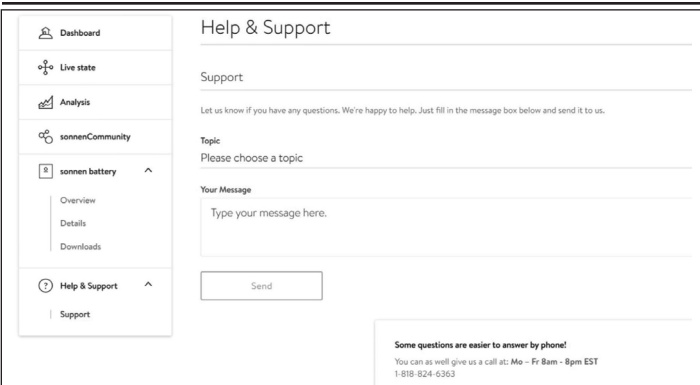 Dashboard
Live state
Analysis
sonnenCommunity
sonnen battery
Overview
Details
Downloads
Help & Support
Support
Help & Support
Support
Let us know if you have any questions. We're happy to help. Just fill in the message box below and send it to us.
Topic
Please choose a topic
Your Message
Type your message here.
Send
Some questions are easier to answer by phone!
You can as well give us a call at: Mo – Fr 8am - 8pm EST
1-818-824-6363